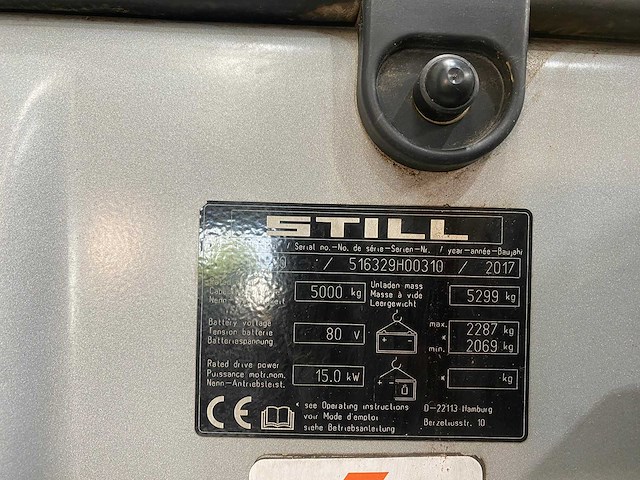 STILL
/ Serial no.-No. de série-Serien-Nr. / year-année-Baujahr
/ 516329H00310 / 2017
5000 kg
Unladen mass
Masse à vide
Leergewicht
5299 kg
Battery voltage
Tension batterie
Batteriespannung
80 V
+ -
max. 2287 kg
*
min. 2069 kg
Rated drive power
Puissance motr.nom.
Nenn-Antriebsleist.
15.0 kW
+ -
* kg
CE
* see Operating instructions
voir Mode d'emploi
siehe Betriebsanleitung
D-22113 Hamburg
Berzeliusstr. 10